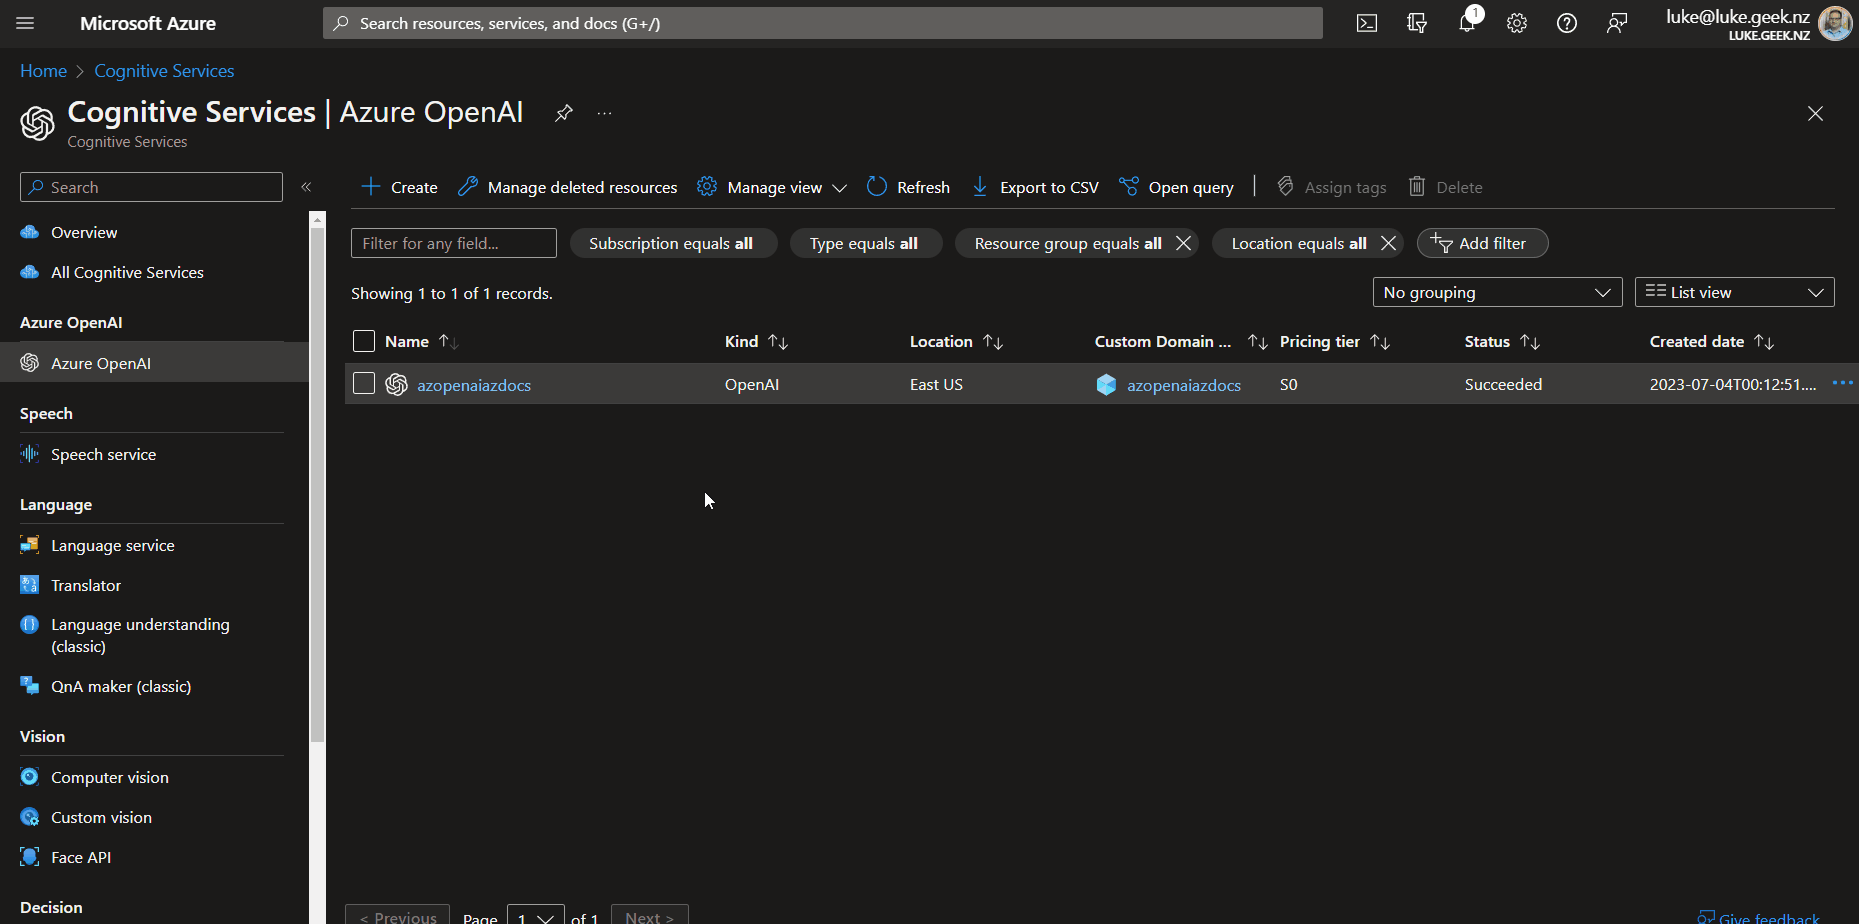 Microsoft Azure
Search resources, services, and docs (G+/)
1
luke@luke.geek.nz
LUKE.GEEK.NZ
Home > Cognitive Services
Cognitive Services | Azure OpenAI
...
Cognitive Services
Search
«
Create
Manage deleted resources
Manage view
Refresh
Export to CSV
Open query
Assign tags
Delete
Overview
All Cognitive Services
Azure OpenAI
Azure OpenAI
Speech
Speech service
Language
Language service
Translator
Language understanding
(classic)
QnA maker (classic)
Vision
Computer vision
Custom vision
Face API
Decision
Filter for any field...
Subscription equals all
Type equals all
Resource group equals all
Location equals all
Add filter
Showing 1 to 1 of 1 records.
No grouping
List view
Name ↑↓ Kind ↑↓ Location ↑↓ Custom Domain ... ↑↓ Pricing tier ↑↓ Status ↑↓ Created date ↑↓
azopenaiazdocs OpenAI East US azopenaiazdocs S0 Succeeded 2023-07-04T00:12:51....
< Previous Page 1 of 1 Next >
Give feedback